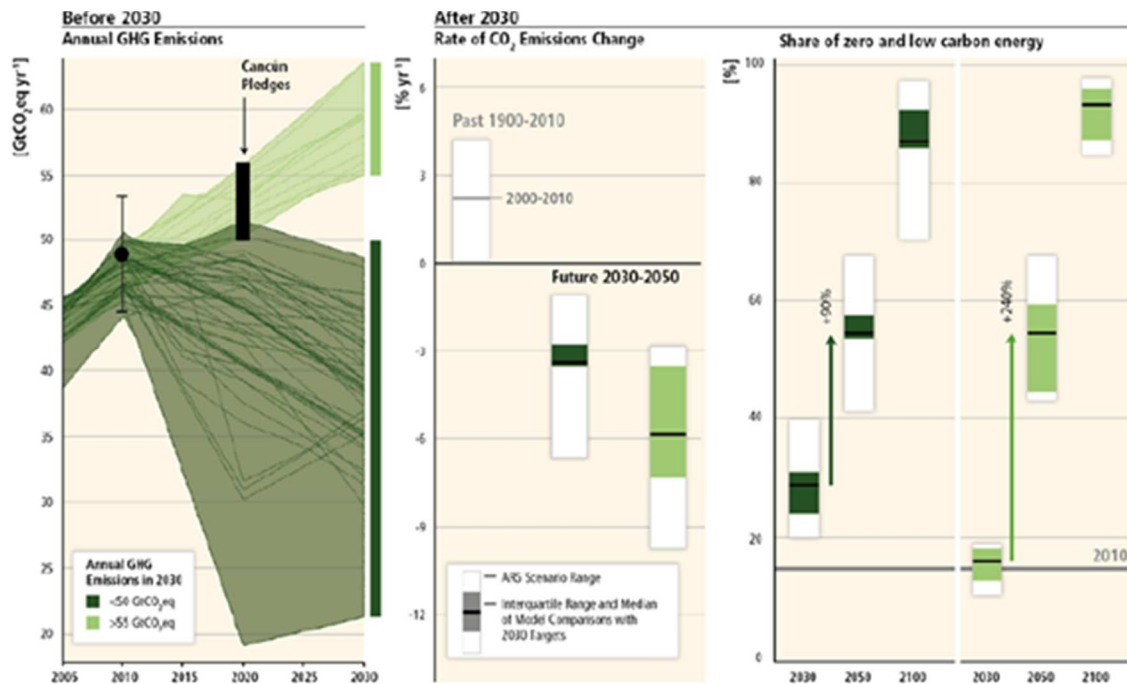 Before 2030
Annual GHG Emissions
[GtCO₂eq yr⁻¹]
60
55
50
45
40
35
30
25
20
2005
2010
2015
2020
2025
2030
Cancún
Pledges
Annual GHG
Emissions in 2030
<50 GtCO₂eq
>55 GtCO₂eq
After 2030
Rate of CO₂ Emissions Change
[% yr⁻¹]
6
3
0
-3
-6
-9
-12
Past 1900-2010
2000-2010
Future 2030-2050
AR5 Scenario Range
Interquartile Range and Median
of Model Comparisons with
2030 Targets
Share of zero and low carbon energy
[%]
100
80
60
40
20
0
+90%
+240%
2010
2030
2050
2100
2030
2050
2100